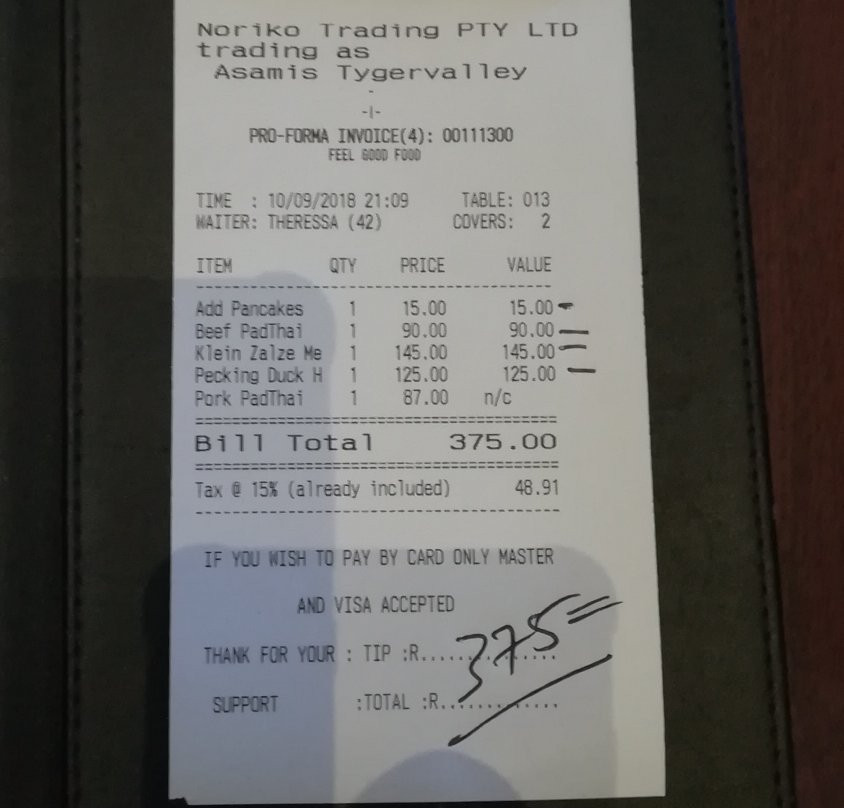 Noriko Trading PTY LTD
trading as
Asamis Tygervalley
-
-|-
PRO-FORMA INVOICE(4): 00111300
FEEL GOOD FOOD
TIME : 10/09/2018 21:09 TABLE: 013
WAITER: THERESSA (42) COVERS: 2
ITEM QTY PRICE VALUE
----------------------------------------
Add Pancakes 1 15.00 15.00
Beef PadThai 1 90.00 90.00
Klein Zalze Me 1 145.00 145.00
Pecking Duck H 1 125.00 125.00
Pork PadThai 1 87.00 n/c
========================================
Bill Total 375.00
========================================
Tax @ 15% (already included) 48.91
----------------------------------------
IF YOU WISH TO PAY BY CARD ONLY MASTER
AND VISA ACCEPTED
THANK FOR YOUR : TIP :R...............
375=
SUPPORT :TOTAL :R.............